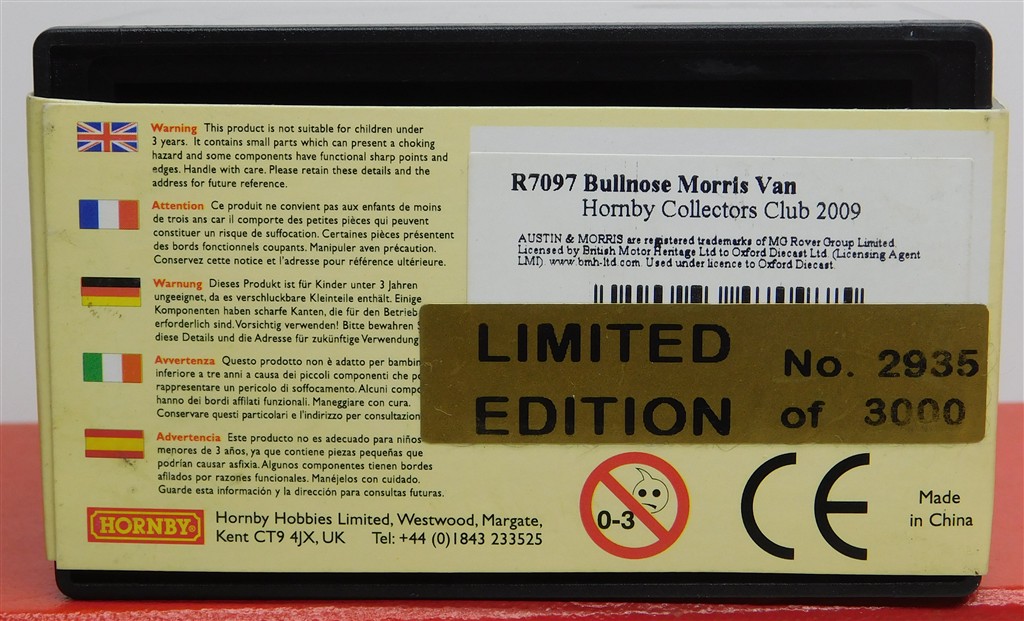 Warning This product is not suitable for children under
3 years. It contains small parts which can present a choking
hazard and some components have functional sharp points and
edges. Handle with care. Please retain these details and the
address for future reference.
Attention Ce produit ne convient pas aux enfants de moins
de trois ans car il comporte des petites pièces qui peuvent
constituer un risque de suffocation. Certaines pièces présentent
des bords fonctionnels coupants. Manipuler aven précaution.
Conservez cette notice et l'adresse pour référence ultérieure.
Warnung Dieses Produkt ist für Kinder unter 3 Jahren
ungeeignet, da es verschluckbare Kleinteile enthält. Einige
Komponenten haben scharfe Kanten, die für den Betrieb
erforderlich sind. Vorsichtig verwenden! Bitte bewahren
diese Details und die Adresse für zukünftige Verwendung
Avvertenza Questo prodotto non è adatto per
inferiore a tre anni a causa dei piccoli componenti che
rappresentare un pericolo di soffocamento. Alcuni
hanno dei bordi affilati funzionali. Maneggiare con cura.
Conservare questi particolari e l'indirizzo per
Advertencia Este producto no es adecuado para niños
menores de 3 años, ya que contiene piezas pequeñas que
podrían causar asfixia. Algunos componentes tienen bordes
afilados por razones funcionales. Manéjelos con cuidado.
Guarde esta información y la dirección para consultas futuras.
HORNBY®
Hornby Hobbies Limited, Westwood, Margate,
Kent CT9 4JX, UK Tel: +44 (0)1843 233525
R7097 Bullnose Morris Van
Hornby Collectors Club 2009
AUSTIN & MORRIS are registered trademarks of MG Rover Group Limited
Licensed by British Motor Heritage Ltd to Oxford Diecast Ltd. (Licensing Agent
LMI) www.bmh-ltd.com. Used under licence to Oxford Diecast
LIMITED
EDITION
No. 2935
of 3000
0-3
CE
Made
in China